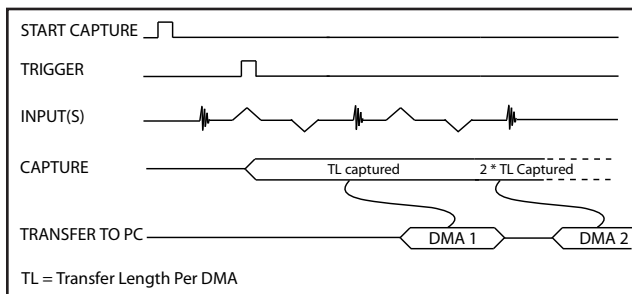 START CAPTURE
TRIGGER
INPUT(S)
CAPTURE
TL captured
2 * TL Captured
TRANSFER TO PC
DMA 1
DMA 2
TL = Transfer Length Per DMA